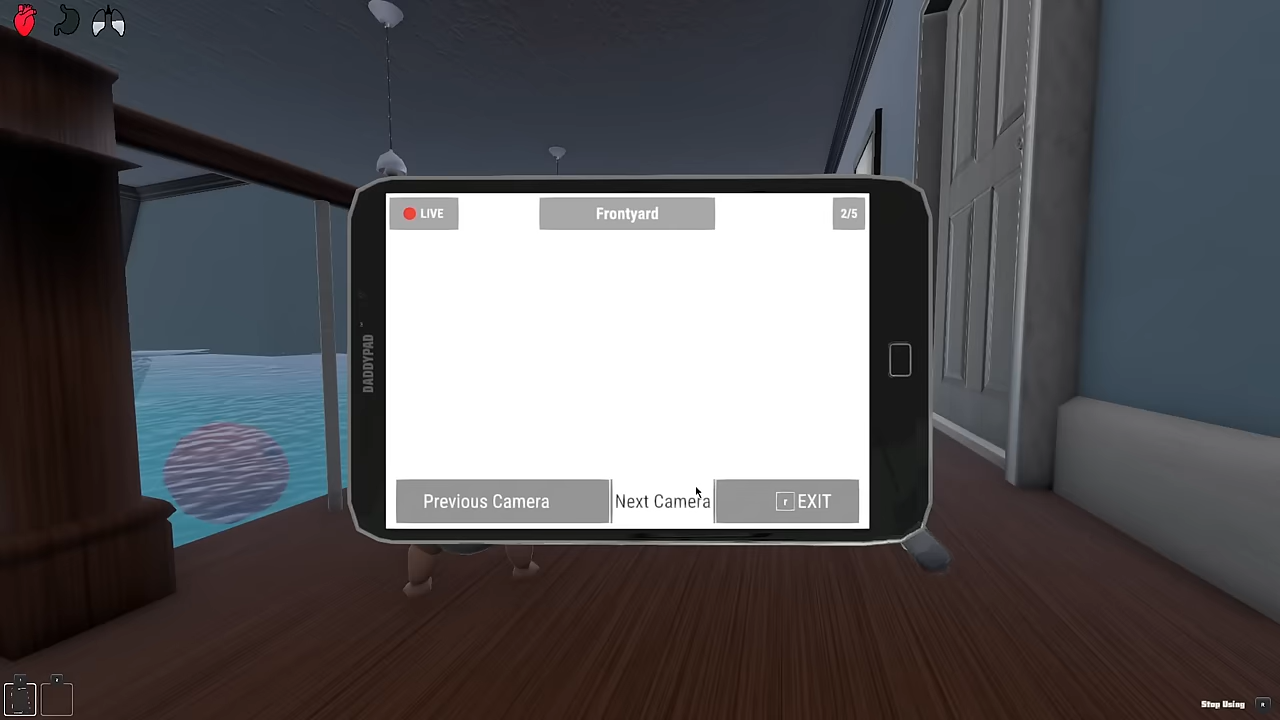 LIVE
Frontyard
2/5
DADDYPAD
Previous Camera
Next Camera
r EXIT
Stop Using